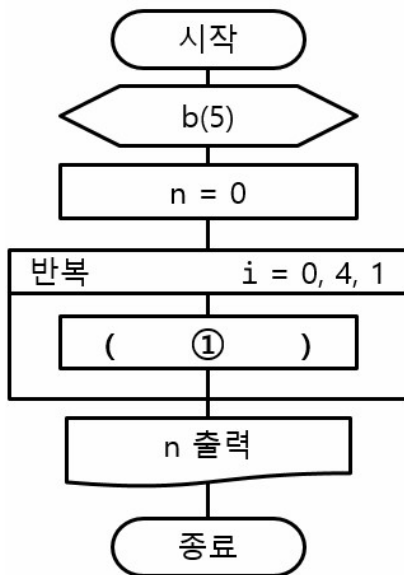 시작
b(5)
n = 0
반복 i = 0, 4, 1
( ① )
n 출력
종료